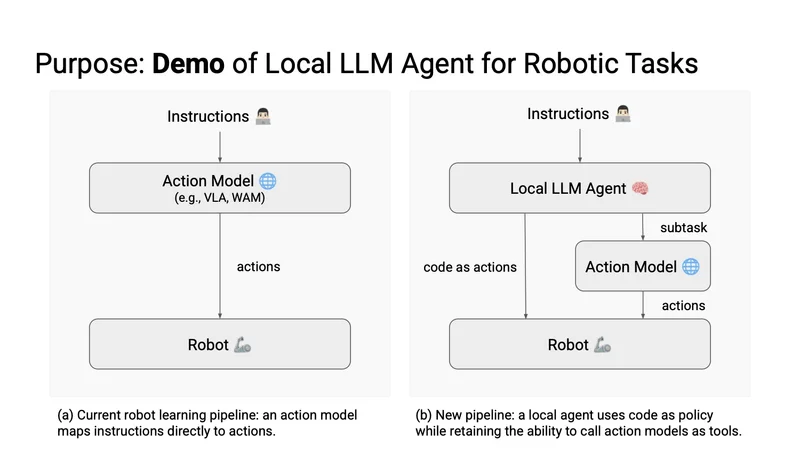 Purpose: Demo of Local LLM Agent for Robotic Tasks
Instructions
Action Model
(e.g., VLA, WAM)
actions
Robot
(a) Current robot learning pipeline: an action model
maps instructions directly to actions.
Instructions
Local LLM Agent
subtask
code as actions
Action Model
actions
Robot
(b) New pipeline: a local agent uses code as policy
while retaining the ability to call action models as tools.